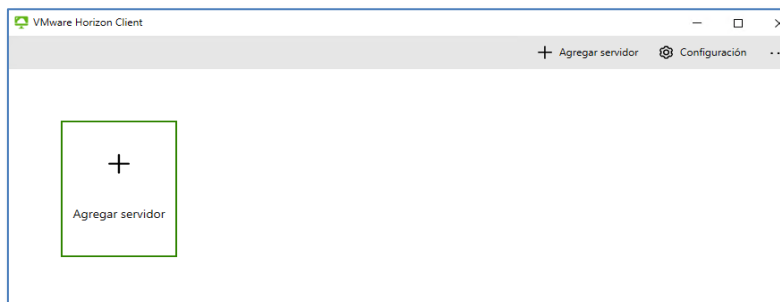 VMware Horizon Client
Agregar servidor
Configuración
Agregar servidor